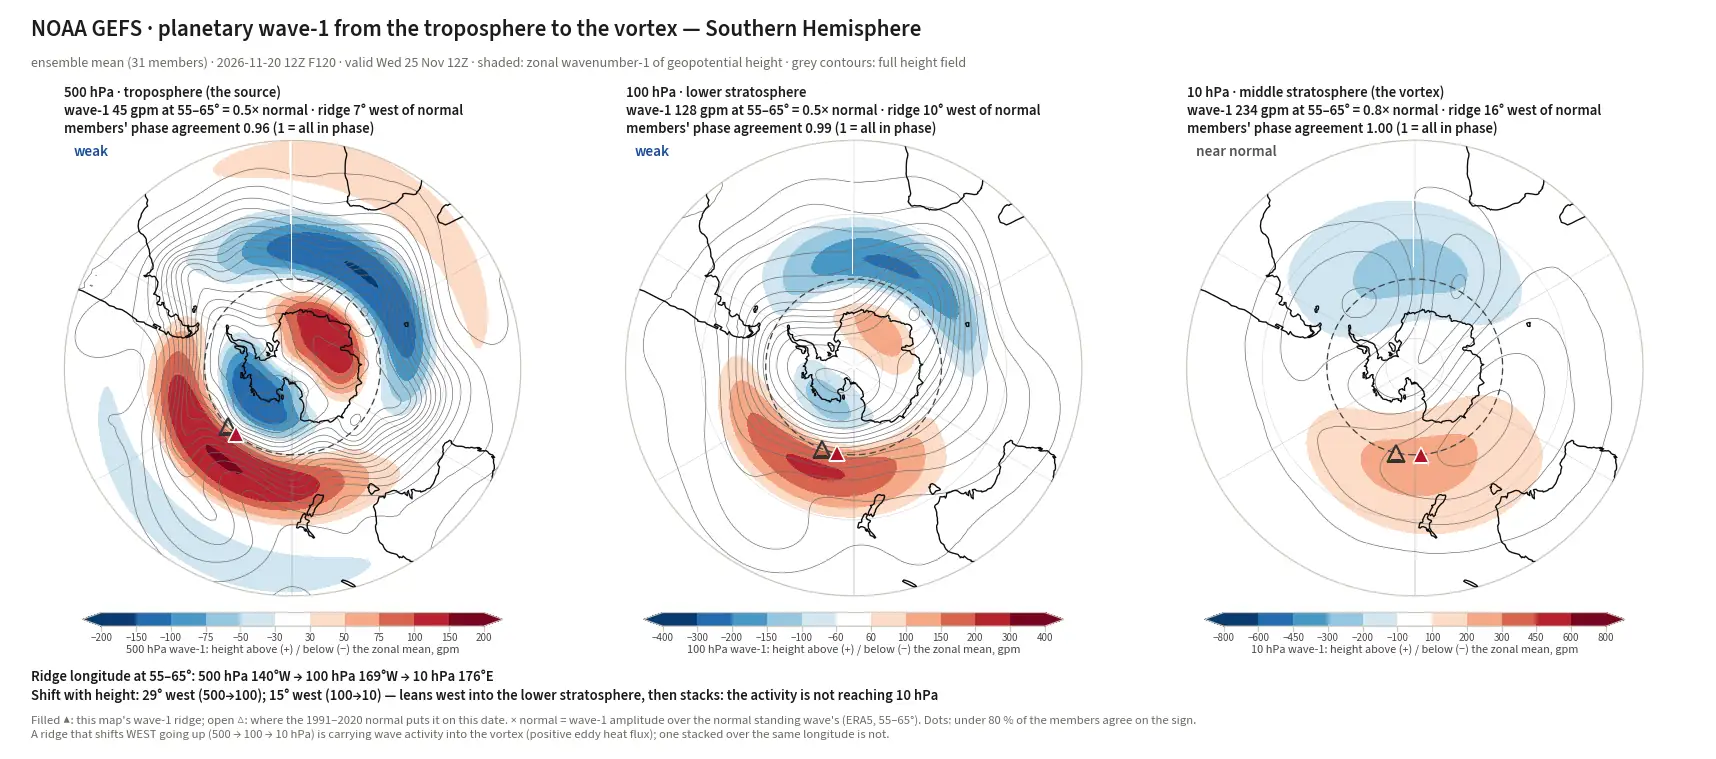 NOAA GEFS · planetary wave-1 from the troposphere to the vortex — Southern Hemisphere
ensemble mean (31 members) · 2026-11-20 12Z F120 · valid Wed 25 Nov 12Z · shaded: zonal wavenumber-1 of geopotential height · grey contours: full height field
500 hPa · troposphere (the source)
wave-1 45 gpm at 55–65° = 0.5× normal · ridge 7° west of normal
members' phase agreement 0.96 (1 = all in phase)
weak
100 hPa · lower stratosphere
wave-1 128 gpm at 55–65° = 0.5× normal · ridge 10° west of normal
members' phase agreement 0.99 (1 = all in phase)
weak
10 hPa · middle stratosphere (the vortex)
wave-1 234 gpm at 55–65° = 0.8× normal · ridge 16° west of normal
members' phase agreement 1.00 (1 = all in phase)
near normal
−200 −150 −100 −75 −50 −30 30 50 75 100 150 200
500 hPa wave-1: height above (+) / below (−) the zonal mean, gpm
−400 −300 −200 −150 −100 −60 60 100 150 200 300 400
100 hPa wave-1: height above (+) / below (−) the zonal mean, gpm
−800 −600 −450 −300 −200 −100 100 200 300 450 600 800
10 hPa wave-1: height above (+) / below (−) the zonal mean, gpm
Ridge longitude at 55–65°: 500 hPa 140°W → 100 hPa 169°W → 10 hPa 176°E
Shift with height: 29° west (500→100); 15° west (100→10) — leans west into the lower stratosphere, then stacks: the activity is not reaching 10 hPa
Filled ▲: this map's wave-1 ridge; open △: where the 1991–2020 normal puts it on this date. × normal = wave-1 amplitude over the normal standing wave's (ERA5, 55–65°). Dots: under 80 % of the members agree on the sign.
A ridge that shifts WEST going up (500 → 100 → 10 hPa) is carrying wave activity into the vortex (positive eddy heat flux); one stacked over the same longitude is not.